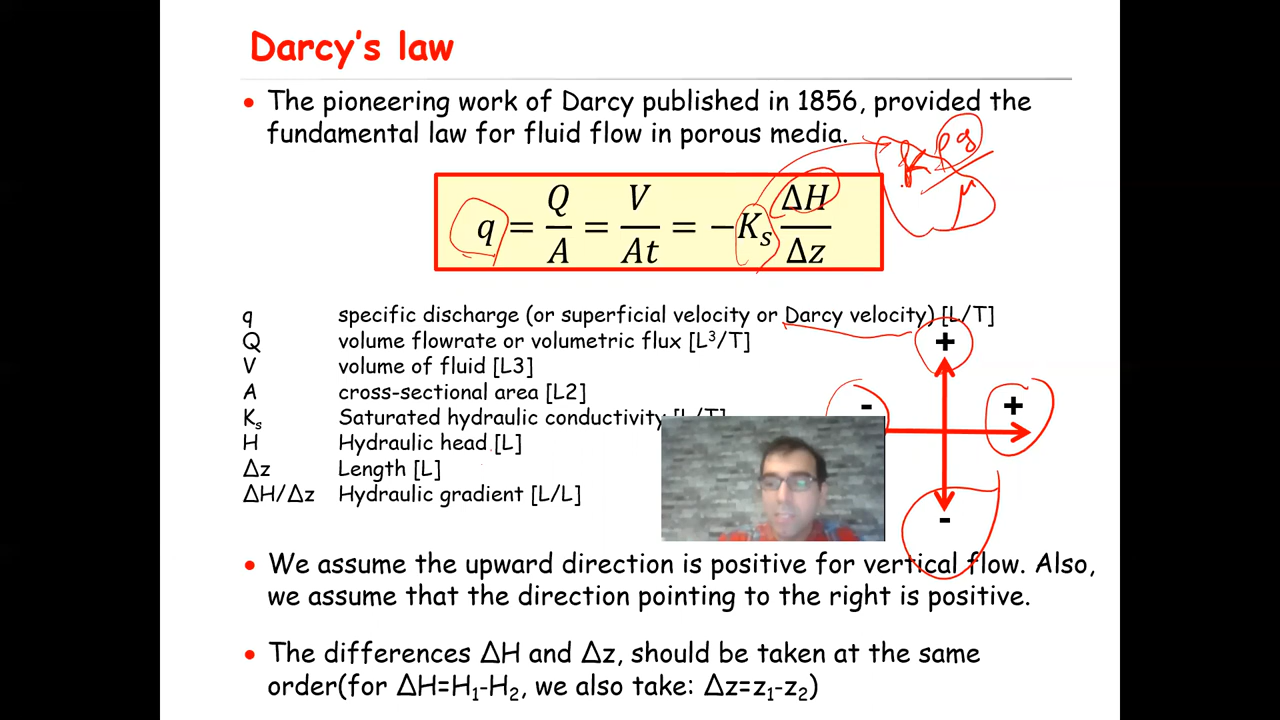 Darcy's law
• The pioneering work of Darcy published in 1856, provided the
fundamental law for fluid flow in porous media.
k ρg / μ
q = Q/A = V/At = −Kₛ ΔH/Δz
q specific discharge (or superficial velocity or Darcy velocity) [L/T]
Q volume flowrate or volumetric flux [L³/T]
V volume of fluid [L3]
A cross-sectional area [L2]
Kₛ Saturated hydraulic conductivity [L/T]
H Hydraulic head [L]
Δz Length [L]
ΔH/Δz Hydraulic gradient [L/L]
+
- +
-
• We assume the upward direction is positive for vertical flow. Also,
we assume that the direction pointing to the right is positive.
• The differences ΔH and Δz, should be taken at the same
order(for ΔH=H₁-H₂, we also take: Δz=z₁-z₂)